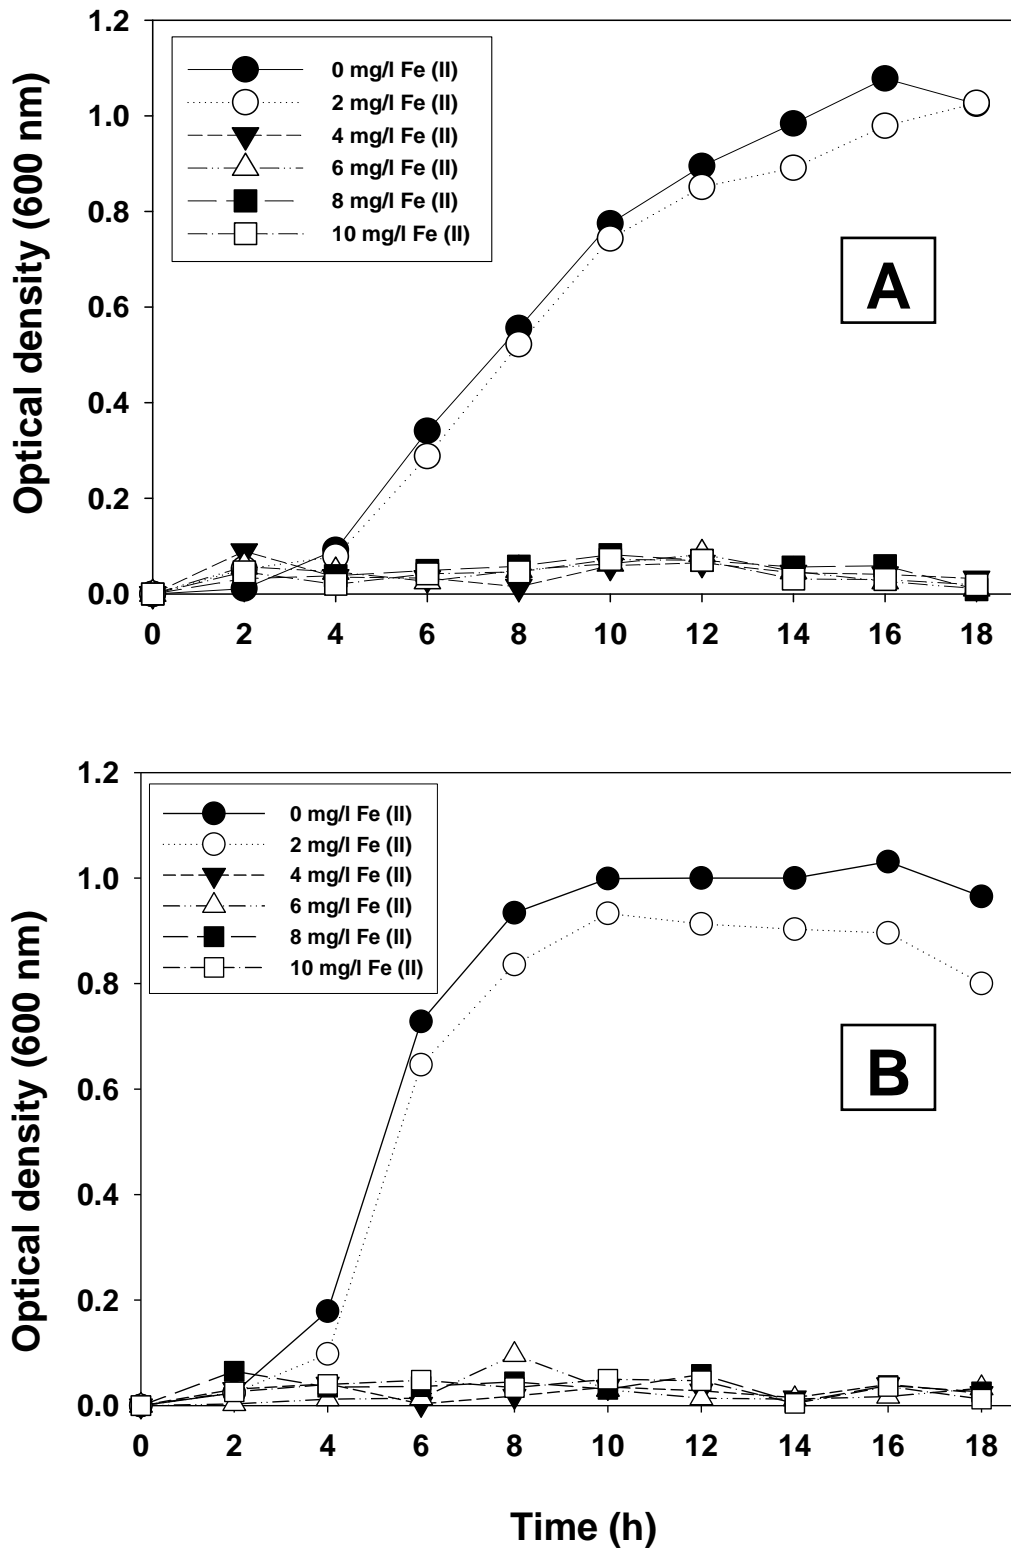 1.2
1.0
0.8
0.6
0.4
0.2
0.0
Optical density (600 nm)
0 mg/l Fe (II)
2 mg/l Fe (II)
4 mg/l Fe (II)
6 mg/l Fe (II)
8 mg/l Fe (II)
10 mg/l Fe (II)
A
0 2 4 6 8 10 12 14 16 18
1.2
1.0
0.8
0.6
0.4
0.2
0.0
Optical density (600 nm)
0 mg/l Fe (II)
2 mg/l Fe (II)
4 mg/l Fe (II)
6 mg/l Fe (II)
8 mg/l Fe (II)
10 mg/l Fe (II)
B
0 2 4 6 8 10 12 14 16 18
Time (h)